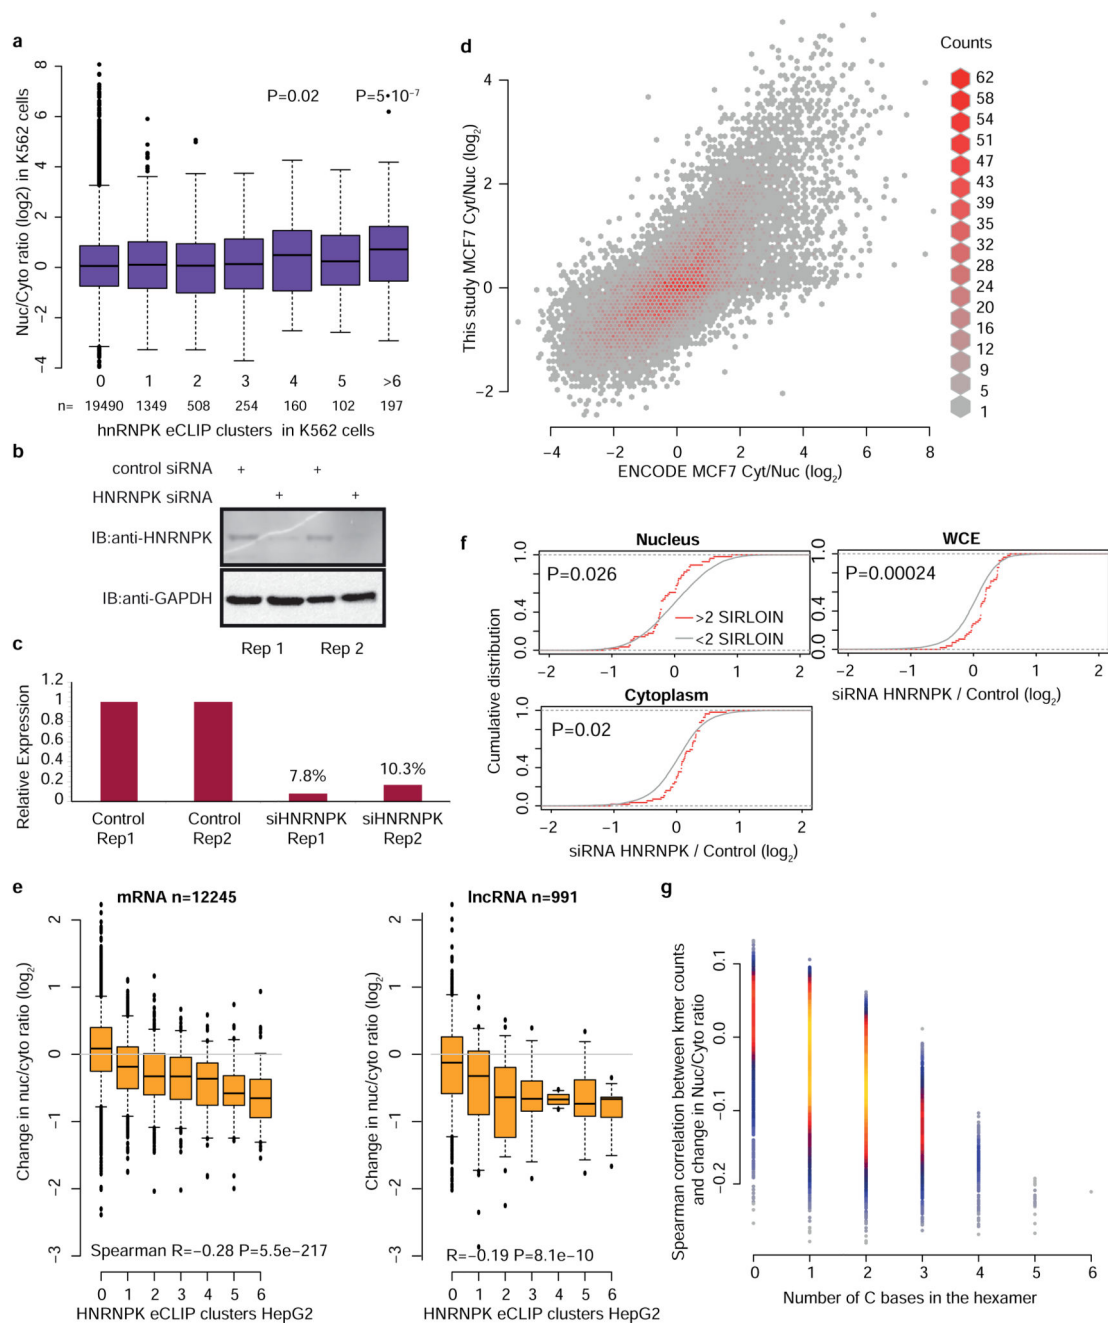 a
Nuc/Cyto ratio (log2) in K562 cells
8
6
4
2
0
−2
−4
P=0.02
P=5•10⁻⁷
0 1 2 3 4 5 >6
n= 19490 1349 508 254 160 102 197
hnRNPK eCLIP clusters in K562 cells
b
control siRNA + +
HNRNPK siRNA + +
IB:anti-HNRNPK
IB:anti-GAPDH
Rep 1 Rep 2
c
Relative Expression
1.2
1
0.8
0.6
0.4
0.2
0
7.8%
10.3%
Control Control siHNRNPK siHNRNPK
Rep1 Rep2 Rep1 Rep2
d
This study MCF7 Cyt/Nuc (log₂)
4
2
0
−2
−4 −2 0 2 4 6 8
ENCODE MCF7 Cyt/Nuc (log₂)
Counts
62
58
54
51
47
43
39
35
32
28
24
20
16
12
9
5
1
e
mRNA n=12245
Change in nuc/cyto ratio (log₂)
2
1
0
−1
−2
−3
Spearman R=−0.28 P=5.5e−217
0 1 2 3 4 5 6
HNRNPK eCLIP clusters HepG2
lncRNA n=991
Change in nuc/cyto ratio (log₂)
2
1
0
−1
−2
−3
R=−0.19 P=8.1e−10
0 1 2 3 4 5 6
HNRNPK eCLIP clusters HepG2
f
Cumulative distribution
Nucleus
P=0.026
>2 SIRLOIN
<2 SIRLOIN
1.0
0.4
0.0
−2 −1 0 1 2
WCE
P=0.00024
1.0
0.4
0.0
−2 −1 0 1 2
siRNA HNRNPK / Control (log₂)
Cytoplasm
P=0.02
1.0
0.4
0.0
−2 −1 0 1 2
siRNA HNRNPK / Control (log₂)
g
Spearman correlation between kmer counts
and change in Nuc/Cyto ratio
0.1
0.0
−0.1
−0.2
0 1 2 3 4 5 6
Number of C bases in the hexamer